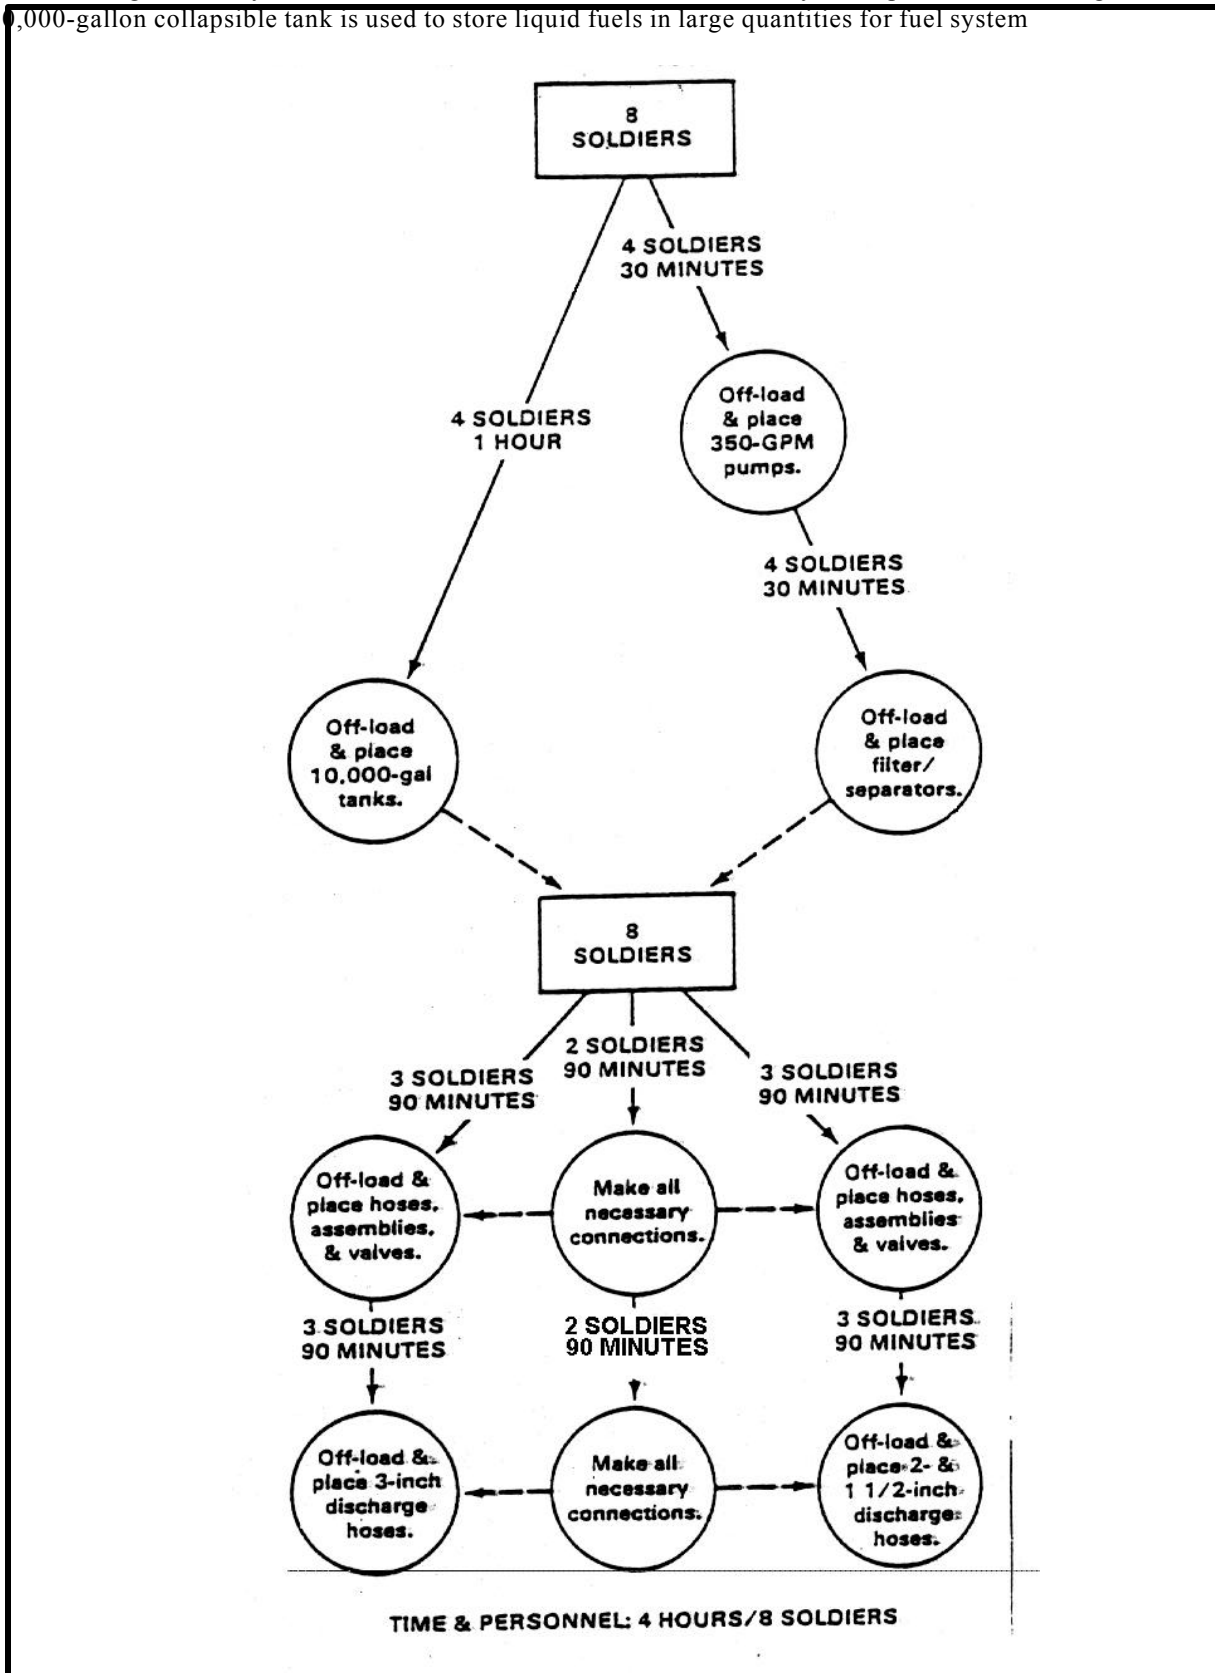 0,000-gallon collapsible tank is used to store liquid fuels in large quantities for fuel system
8
SOLDIERS
4 SOLDIERS
30 MINUTES
Off-load
& place
350-GPM
pumps.
4 SOLDIERS
1 HOUR
4 SOLDIERS
30 MINUTES
Off-load
& place
10.000-gal
tanks.
Off-load
& place
filter/
separators.
8
SOLDIERS
3 SOLDIERS
90 MINUTES
2 SOLDIERS
90 MINUTES
3 SOLDIERS
90 MINUTES
Off-load &
place hoses,
assemblies,
& valves.
Make all
necessary
connections.
Off-load &
place hoses,
assemblies
& valves.
3 SOLDIERS
90 MINUTES
2 SOLDIERS
90 MINUTES
3 SOLDIERS
90 MINUTES
Off-load &
place 3-inch
discharge
hoses.
Make all
necessary
connections.
Off-load &
place 2- &
1 1/2-inch
discharge
hoses.
TIME & PERSONNEL: 4 HOURS/8 SOLDIERS